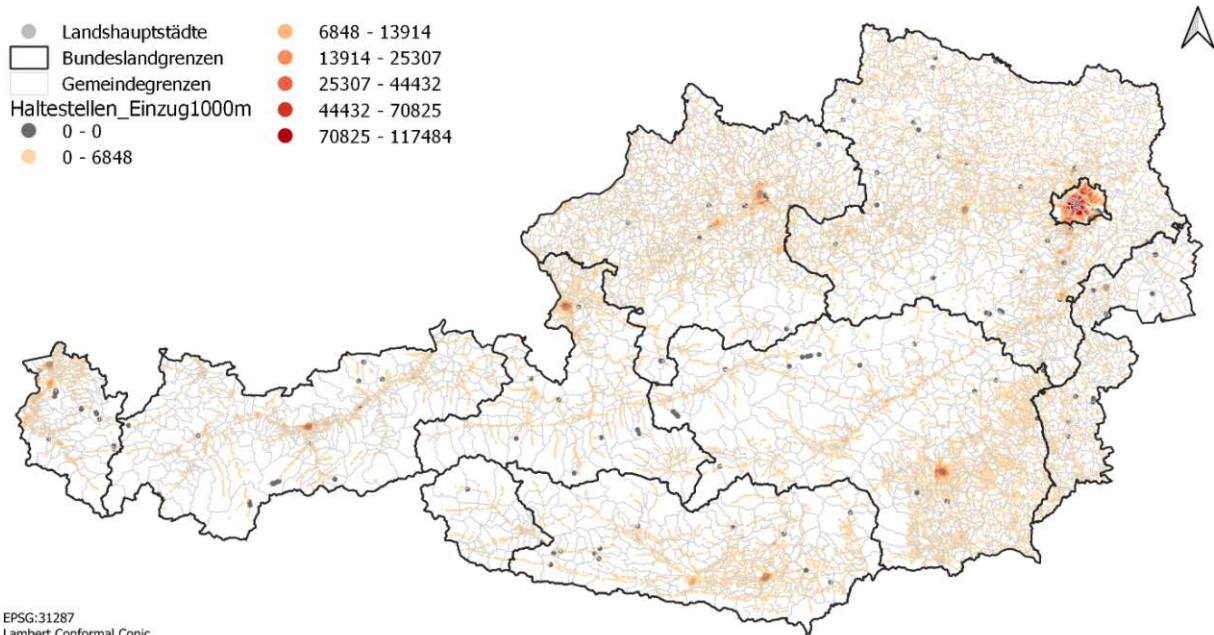 Landshauptstädte
Bundeslandgrenzen
Gemeindegrenzen
Haltestellen_Einzug1000m
0 - 0
0 - 6848
6848 - 13914
13914 - 25307
25307 - 44432
44432 - 70825
70825 - 117484
EPSG:31287
Lambert Conformal Conic